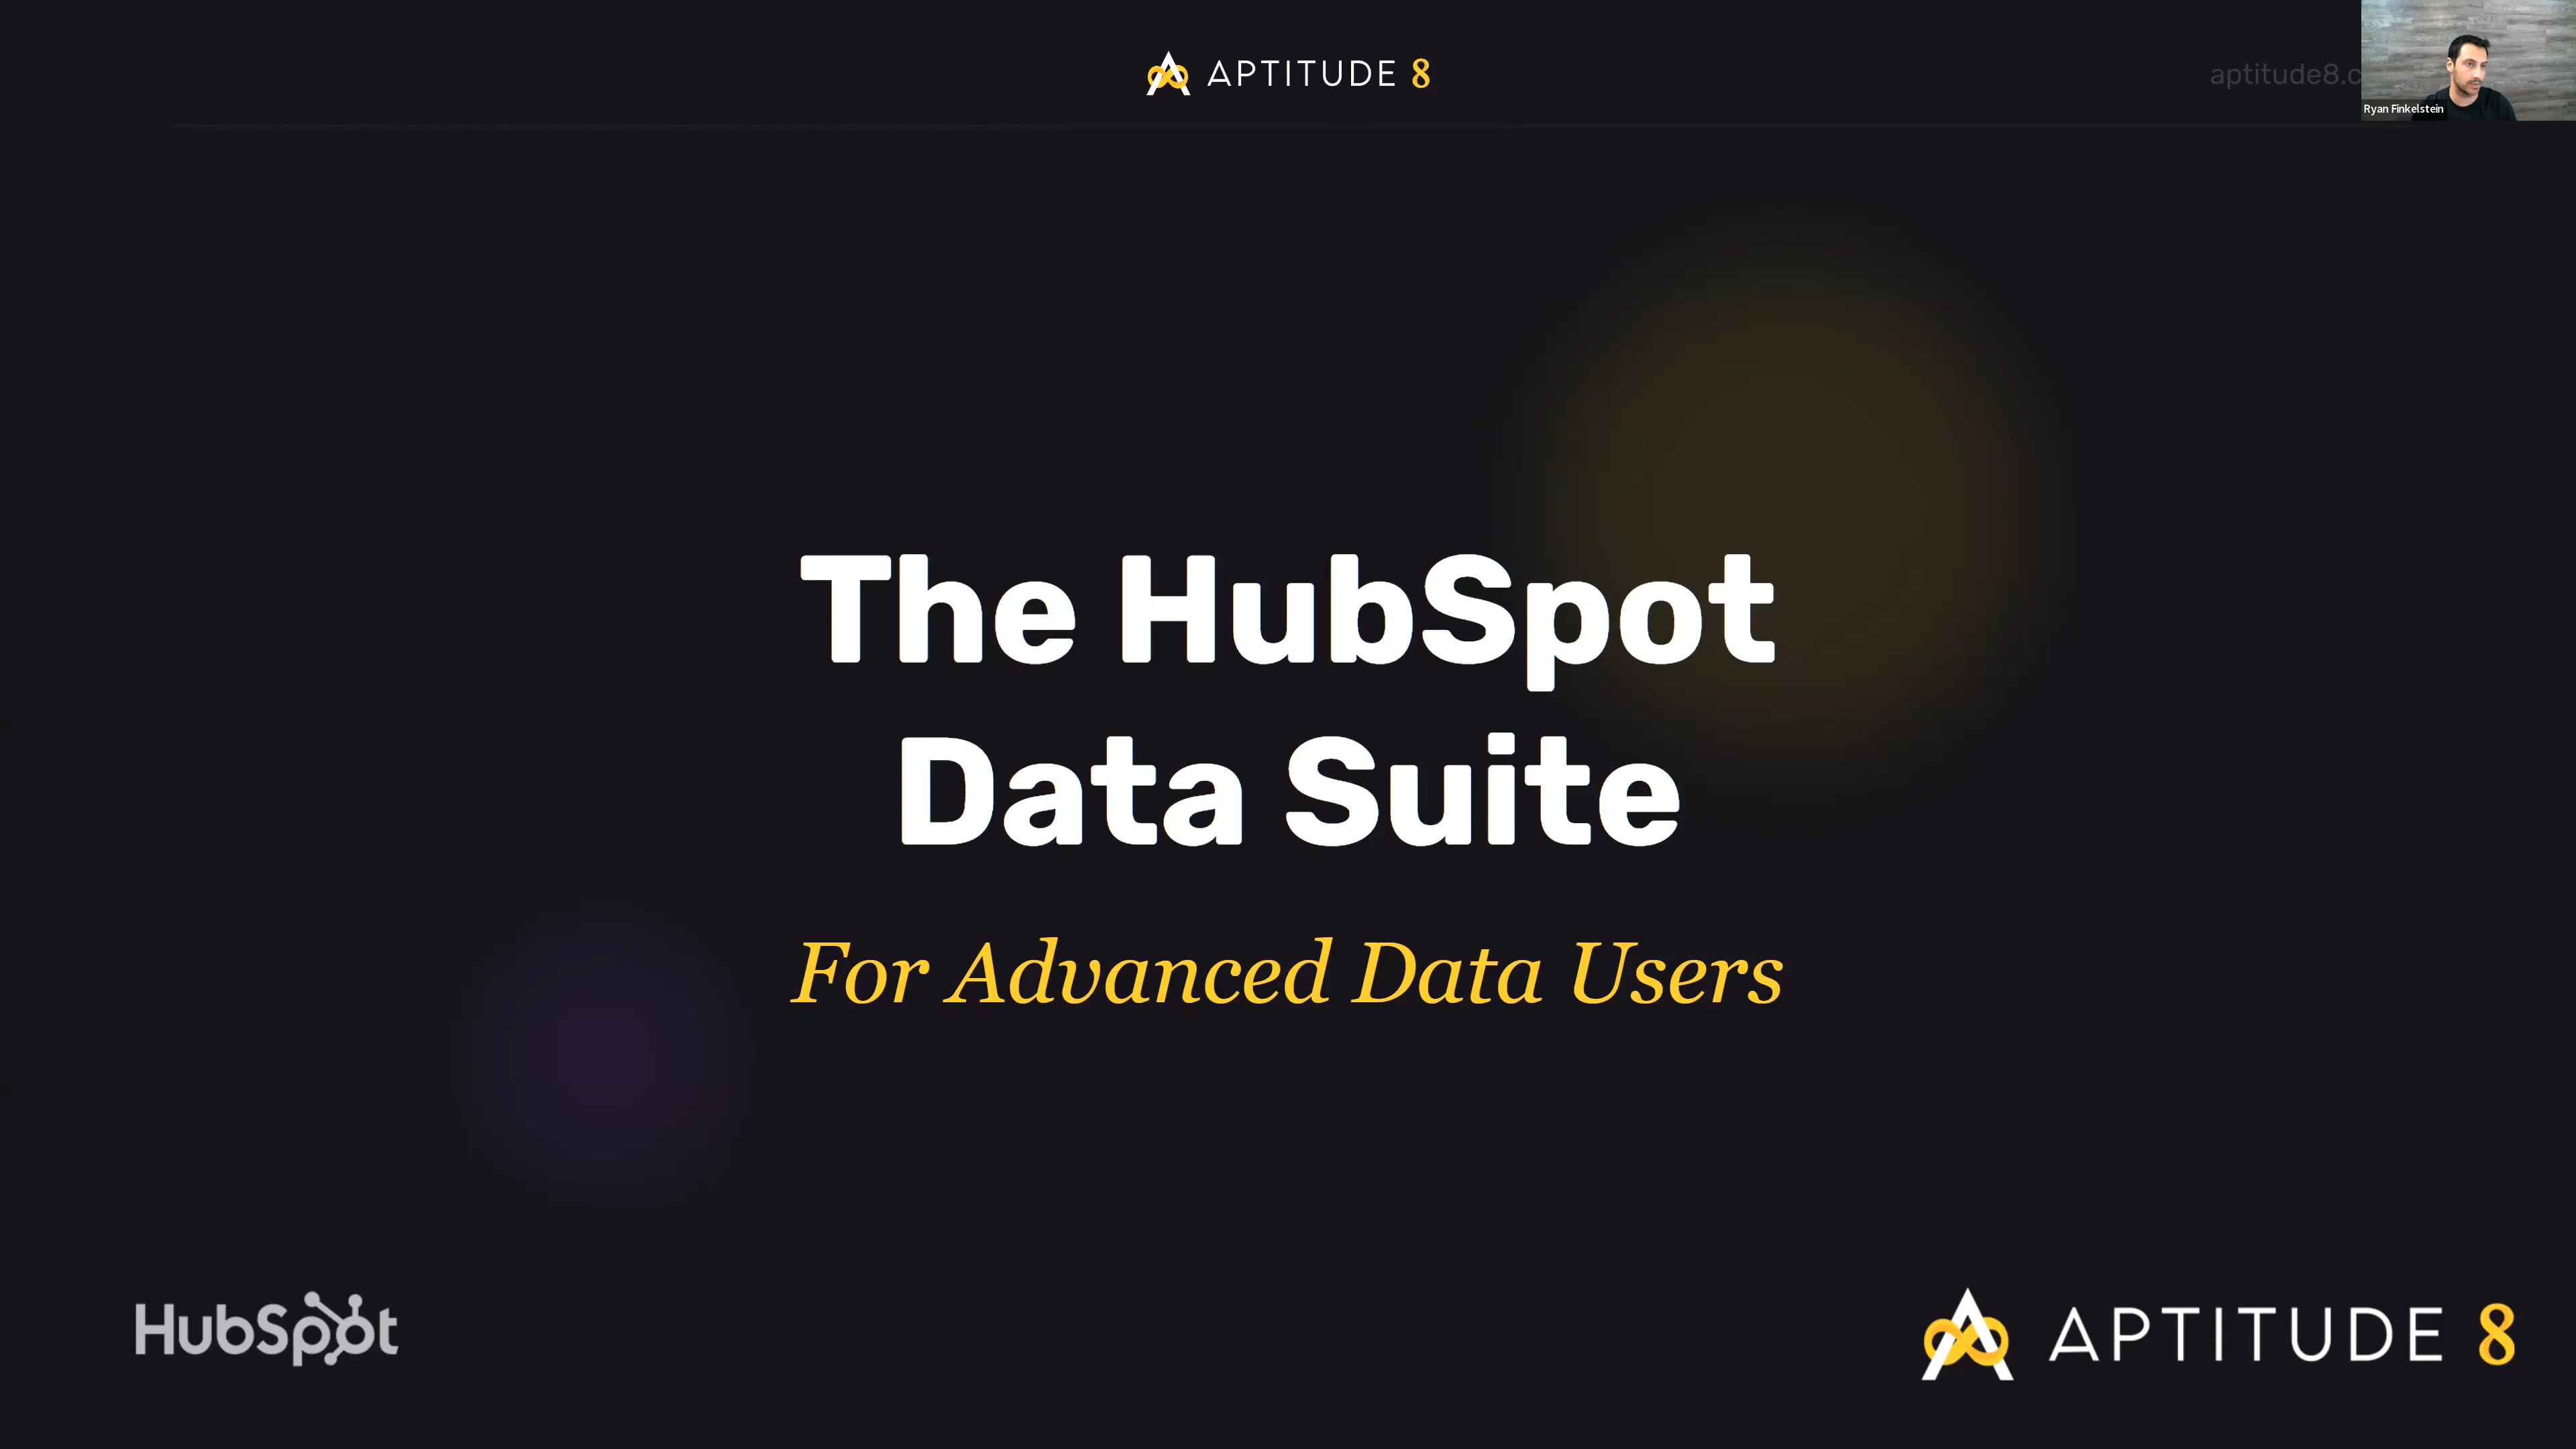 APTITUDE 8
aptitude8.c
Ryan Finkelstein
The HubSpot
Data Suite
For Advanced Data Users
HubSpot
APTITUDE 8